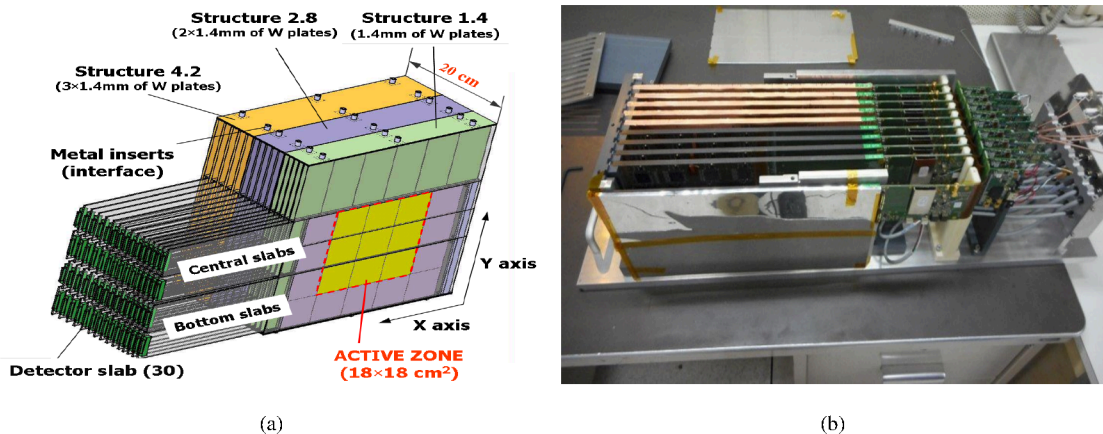 Structure 2.8
(2×1.4mm of W plates)
Structure 1.4
(1.4mm of W plates)
Structure 4.2
(3×1.4mm of W plates)
20 cm
Metal inserts
(interface)
Central slabs
Y axis
Bottom slabs
X axis
ACTIVE ZONE
(18×18 cm²)
Detector slab (30)
(a)
(b)